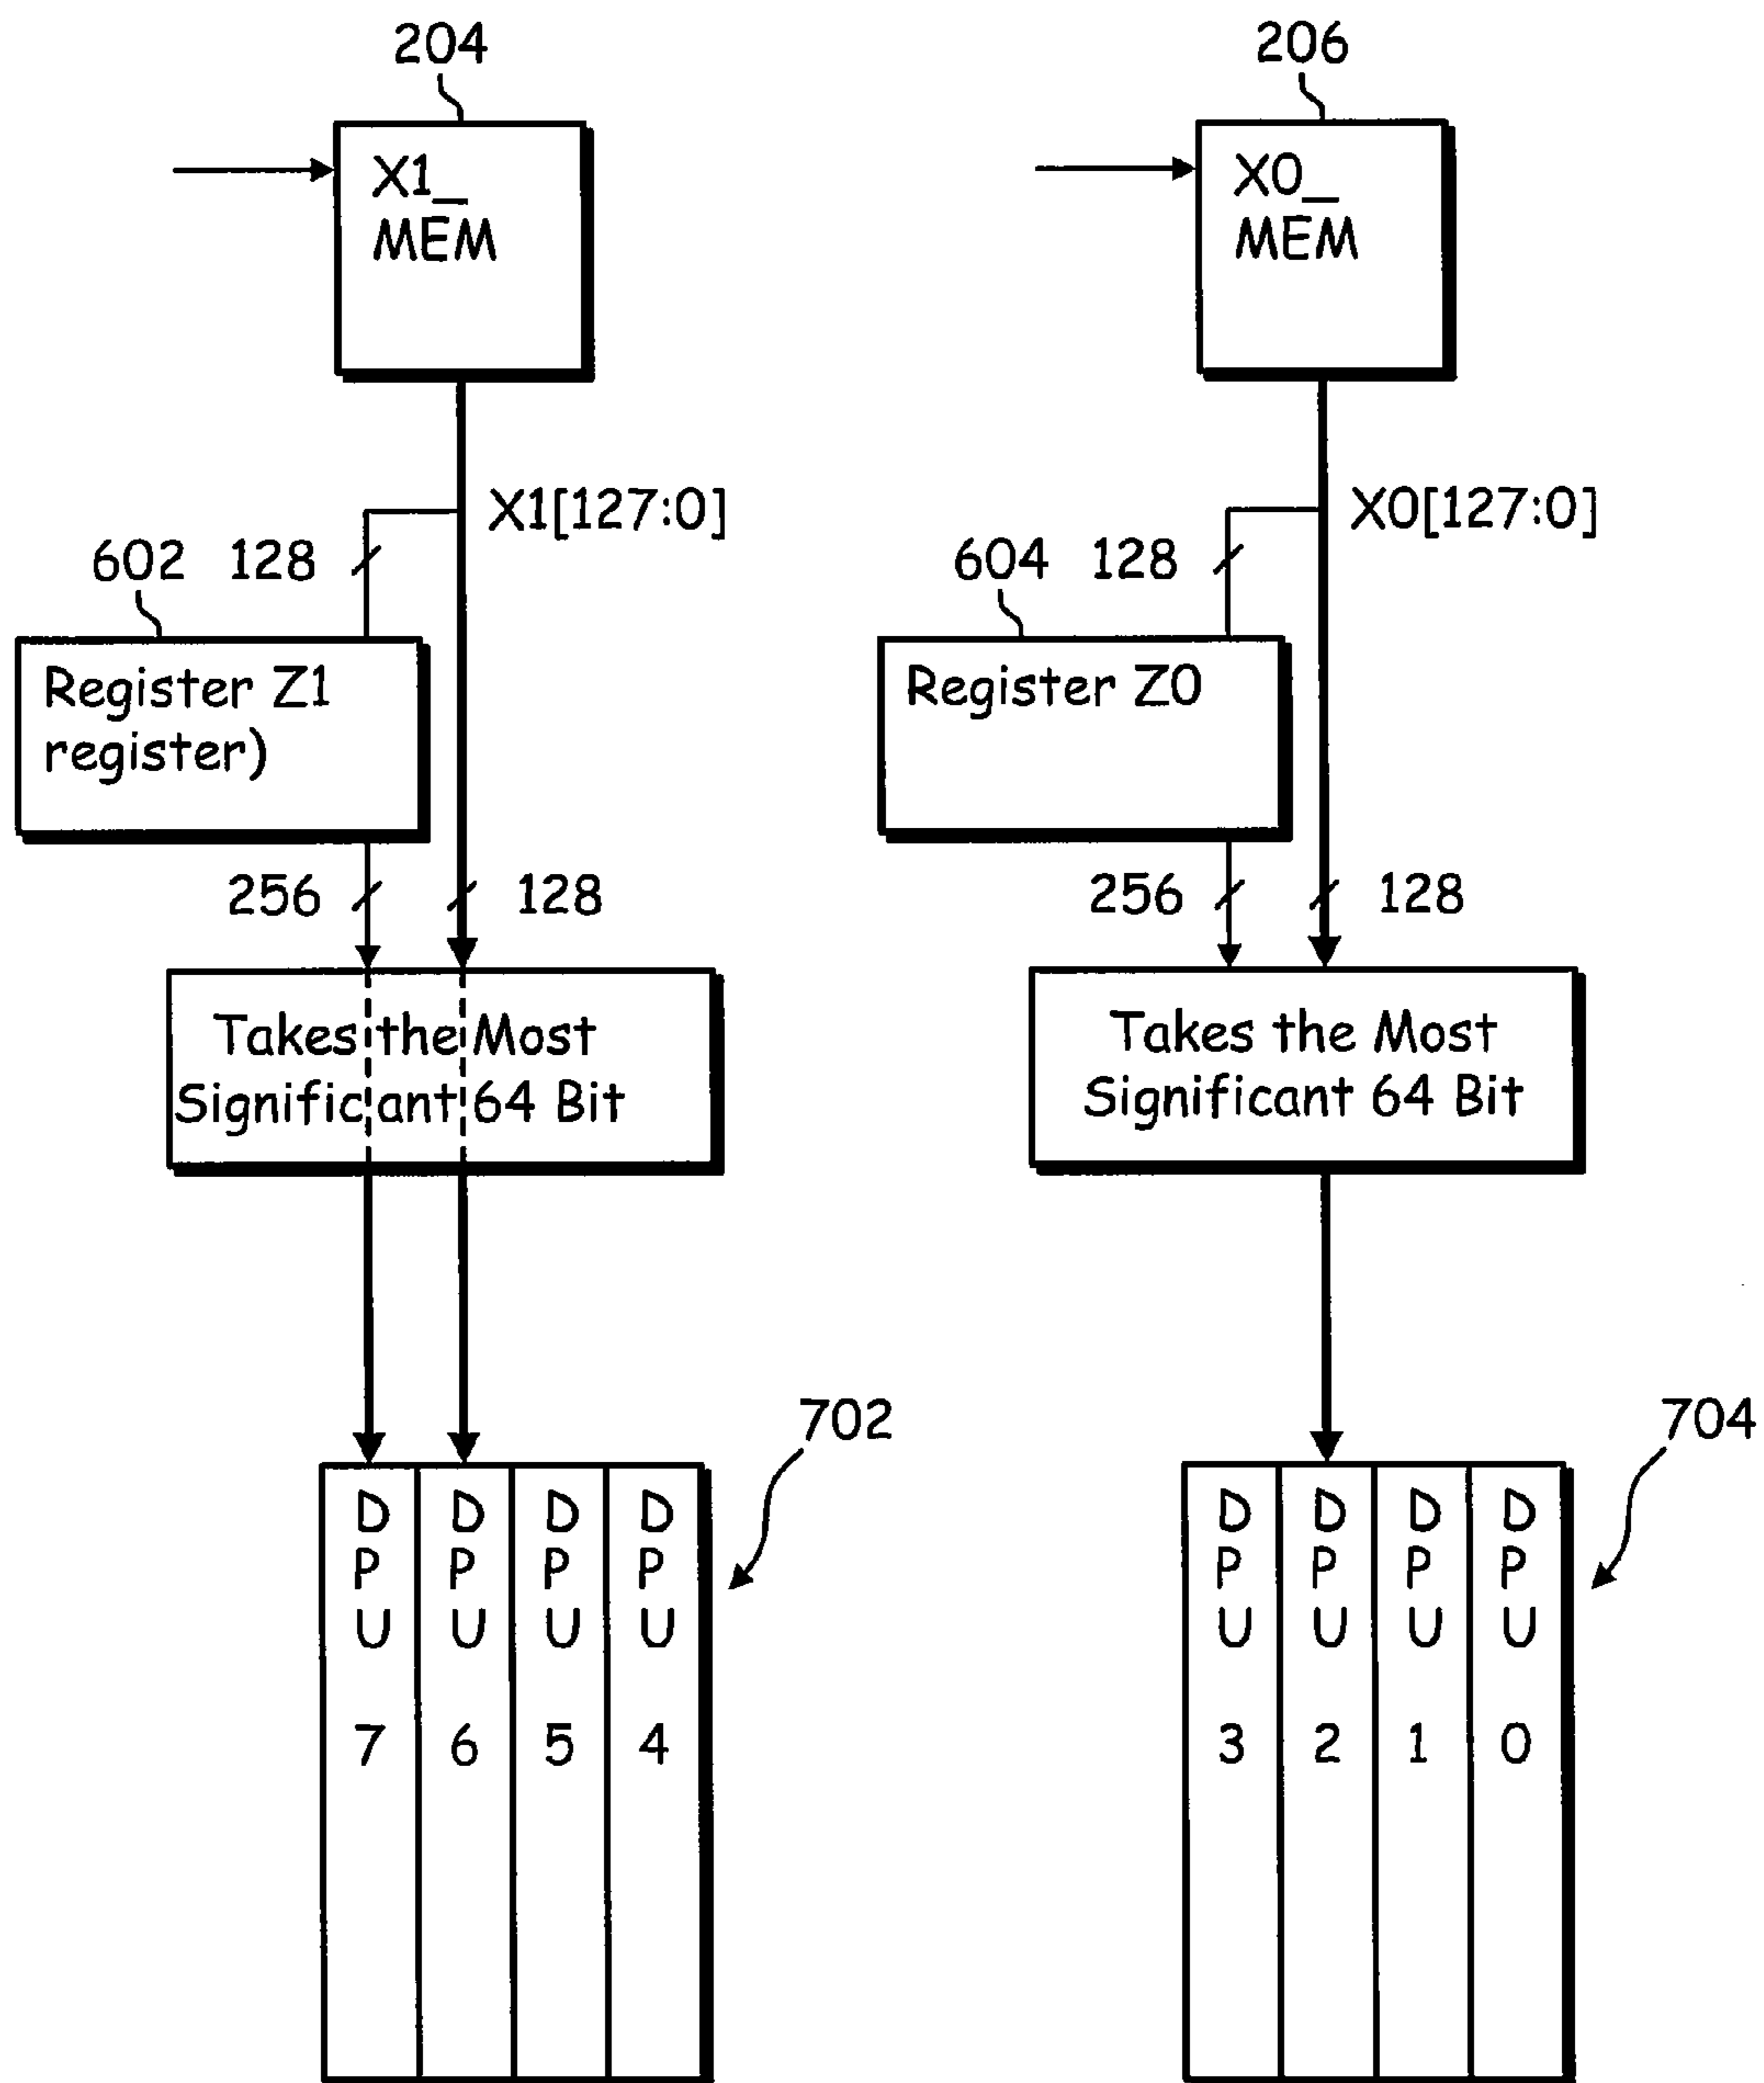 204
206
X1_
MEM
X0_
MEM
X1[127:0]
X0[127:0]
602
128
604
128
Register Z1
register)
Register Z0
256
128
256
128
Takes the Most
Significant 64 Bit
Takes the Most
Significant 64 Bit
702
704
D
P
U
7
D
P
U
6
D
P
U
5
D
P
U
4
D
P
U
3
D
P
U
2
D
P
U
1
D
P
U
0